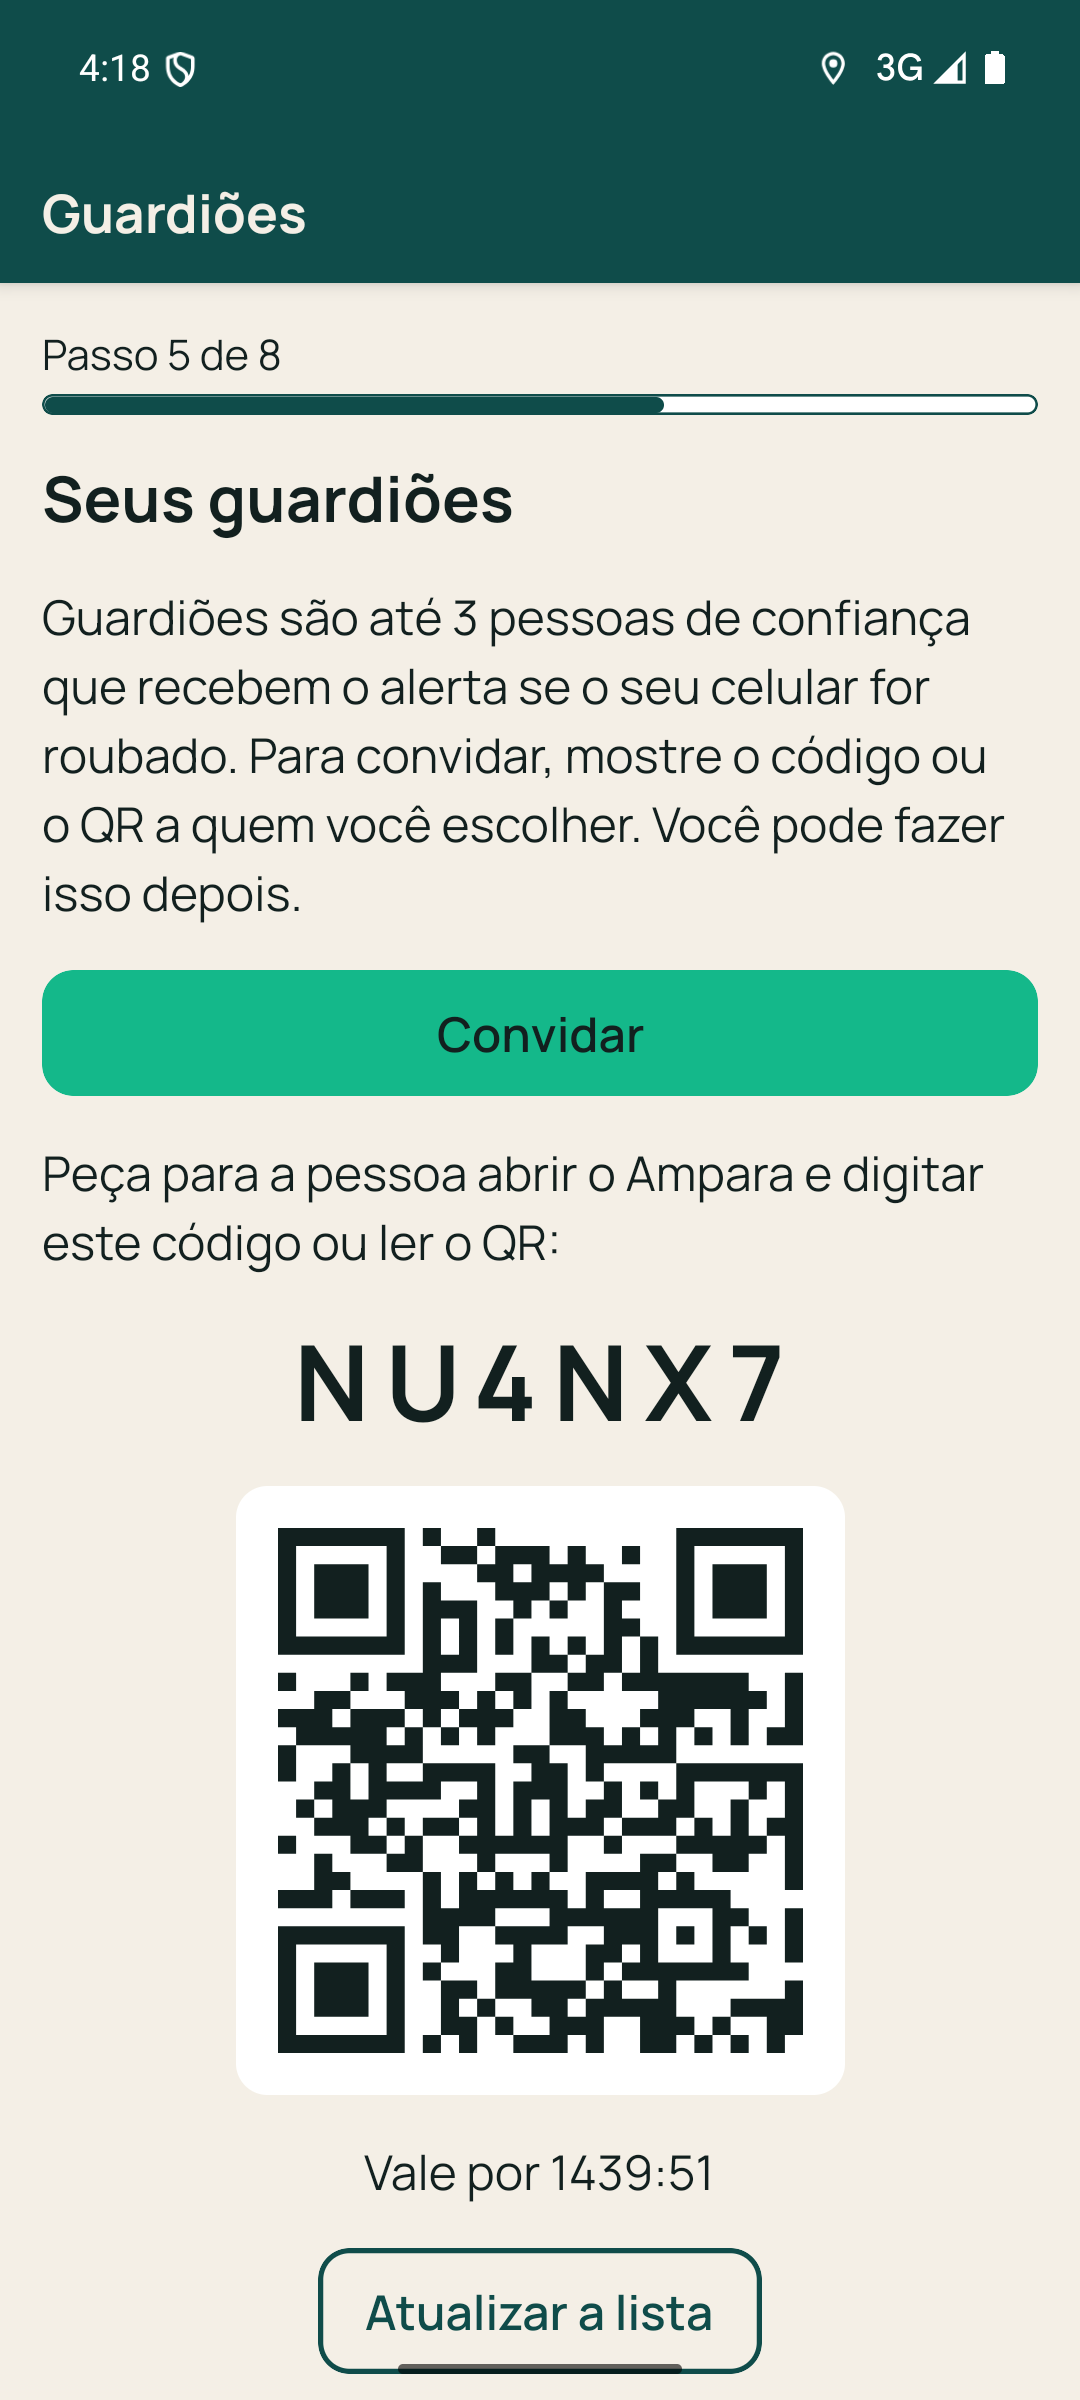 4:18
3G
Guardiões
Passo 5 de 8
Seus guardiões
Guardiões são até 3 pessoas de confiança
que recebem o alerta se o seu celular for
roubado. Para convidar, mostre o código ou
o QR a quem você escolher. Você pode fazer
isso depois.
Convidar
Peça para a pessoa abrir o Ampara e digitar
este código ou ler o QR:
NU4NX7
Vale por 1439:51
Atualizar a lista